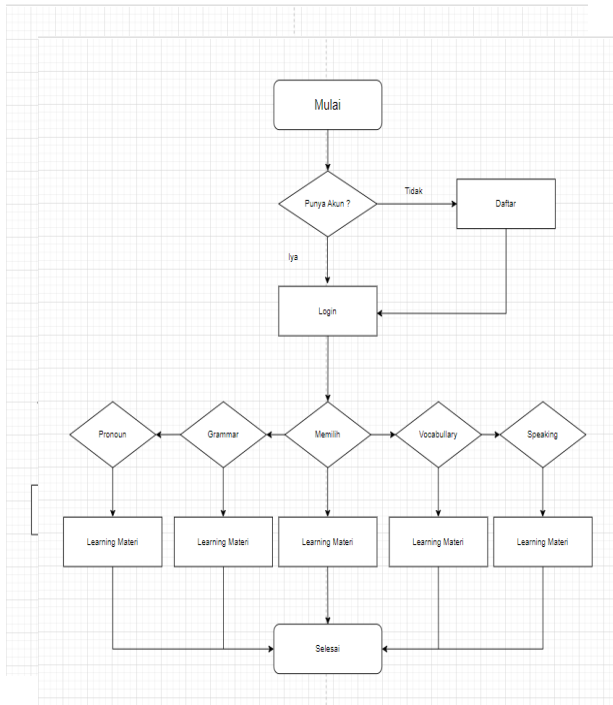 Mulai
Punya Akun ?
Tidak
Daftar
Iya
Login
Pronoun
Grammar
Memilih
Vocabullary
Speaking
Learning Materi
Learning Materi
Learning Materi
Learning Materi
Learning Materi
Selesai